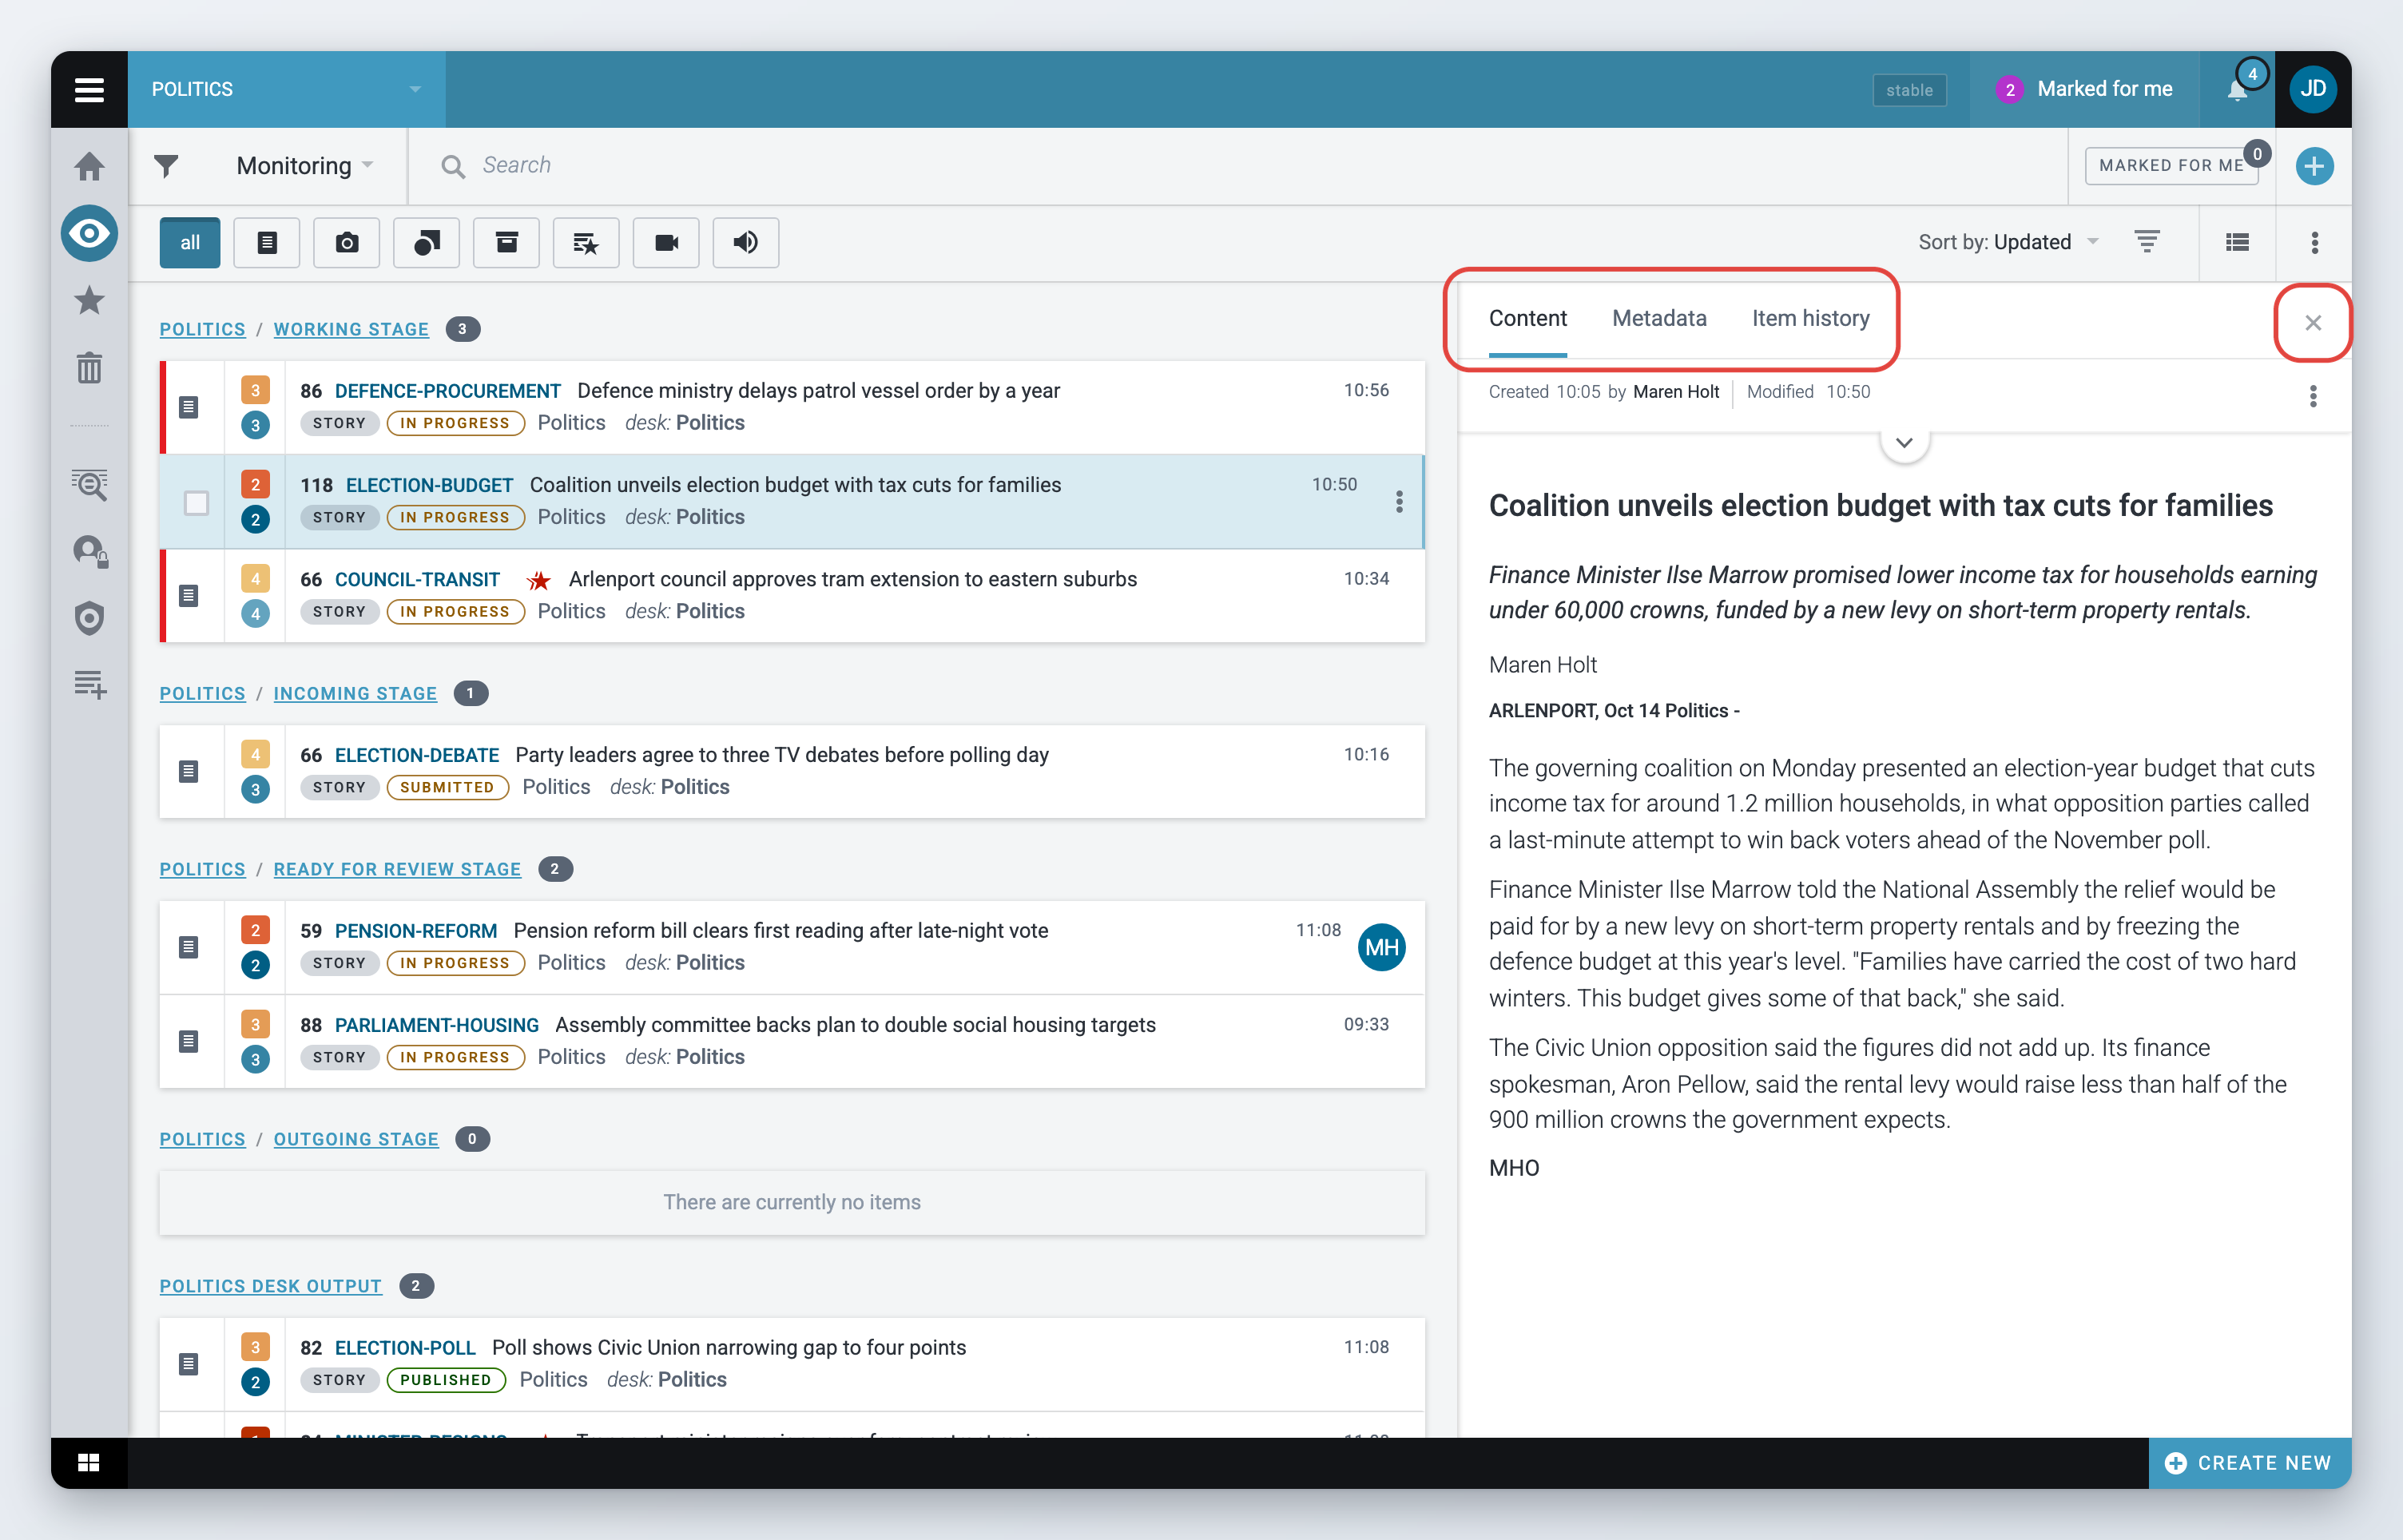 POLITICS
stable
2 Marked for me
4
JD
Monitoring
Search
MARKED FOR ME 0
all
Sort by: Updated
POLITICS / WORKING STAGE 3
3
86 DEFENCE-PROCUREMENT Defence ministry delays patrol vessel order by a year 10:56
3
STORY IN PROGRESS Politics desk: Politics
2
118 ELECTION-BUDGET Coalition unveils election budget with tax cuts for families 10:50
2
STORY IN PROGRESS Politics desk: Politics
4
66 COUNCIL-TRANSIT Arlenport council approves tram extension to eastern suburbs 10:34
4
STORY IN PROGRESS Politics desk: Politics
POLITICS / INCOMING STAGE 1
4
66 ELECTION-DEBATE Party leaders agree to three TV debates before polling day 10:16
3
STORY SUBMITTED Politics desk: Politics
POLITICS / READY FOR REVIEW STAGE 2
2
59 PENSION-REFORM Pension reform bill clears first reading after late-night vote 11:08
MH
2
STORY IN PROGRESS Politics desk: Politics
3
88 PARLIAMENT-HOUSING Assembly committee backs plan to double social housing targets 09:33
3
STORY IN PROGRESS Politics desk: Politics
POLITICS / OUTGOING STAGE 0
There are currently no items
POLITICS DESK OUTPUT 2
3
82 ELECTION-POLL Poll shows Civic Union narrowing gap to four points 11:08
2
STORY PUBLISHED Politics desk: Politics
Content Metadata Item history
Created 10:05 by Maren Holt Modified 10:50
Coalition unveils election budget with tax cuts for families
Finance Minister Ilse Marrow promised lower income tax for households earning
under 60,000 crowns, funded by a new levy on short-term property rentals.
Maren Holt
ARLENPORT, Oct 14 Politics -
The governing coalition on Monday presented an election-year budget that cuts
income tax for around 1.2 million households, in what opposition parties called
a last-minute attempt to win back voters ahead of the November poll.
Finance Minister Ilse Marrow told the National Assembly the relief would be
paid for by a new levy on short-term property rentals and by freezing the
defence budget at this year's level. "Families have carried the cost of two hard
winters. This budget gives some of that back," she said.
The Civic Union opposition said the figures did not add up. Its finance
spokesman, Aron Pellow, said the rental levy would raise less than half of the
900 million crowns the government expects.
MHO
CREATE NEW